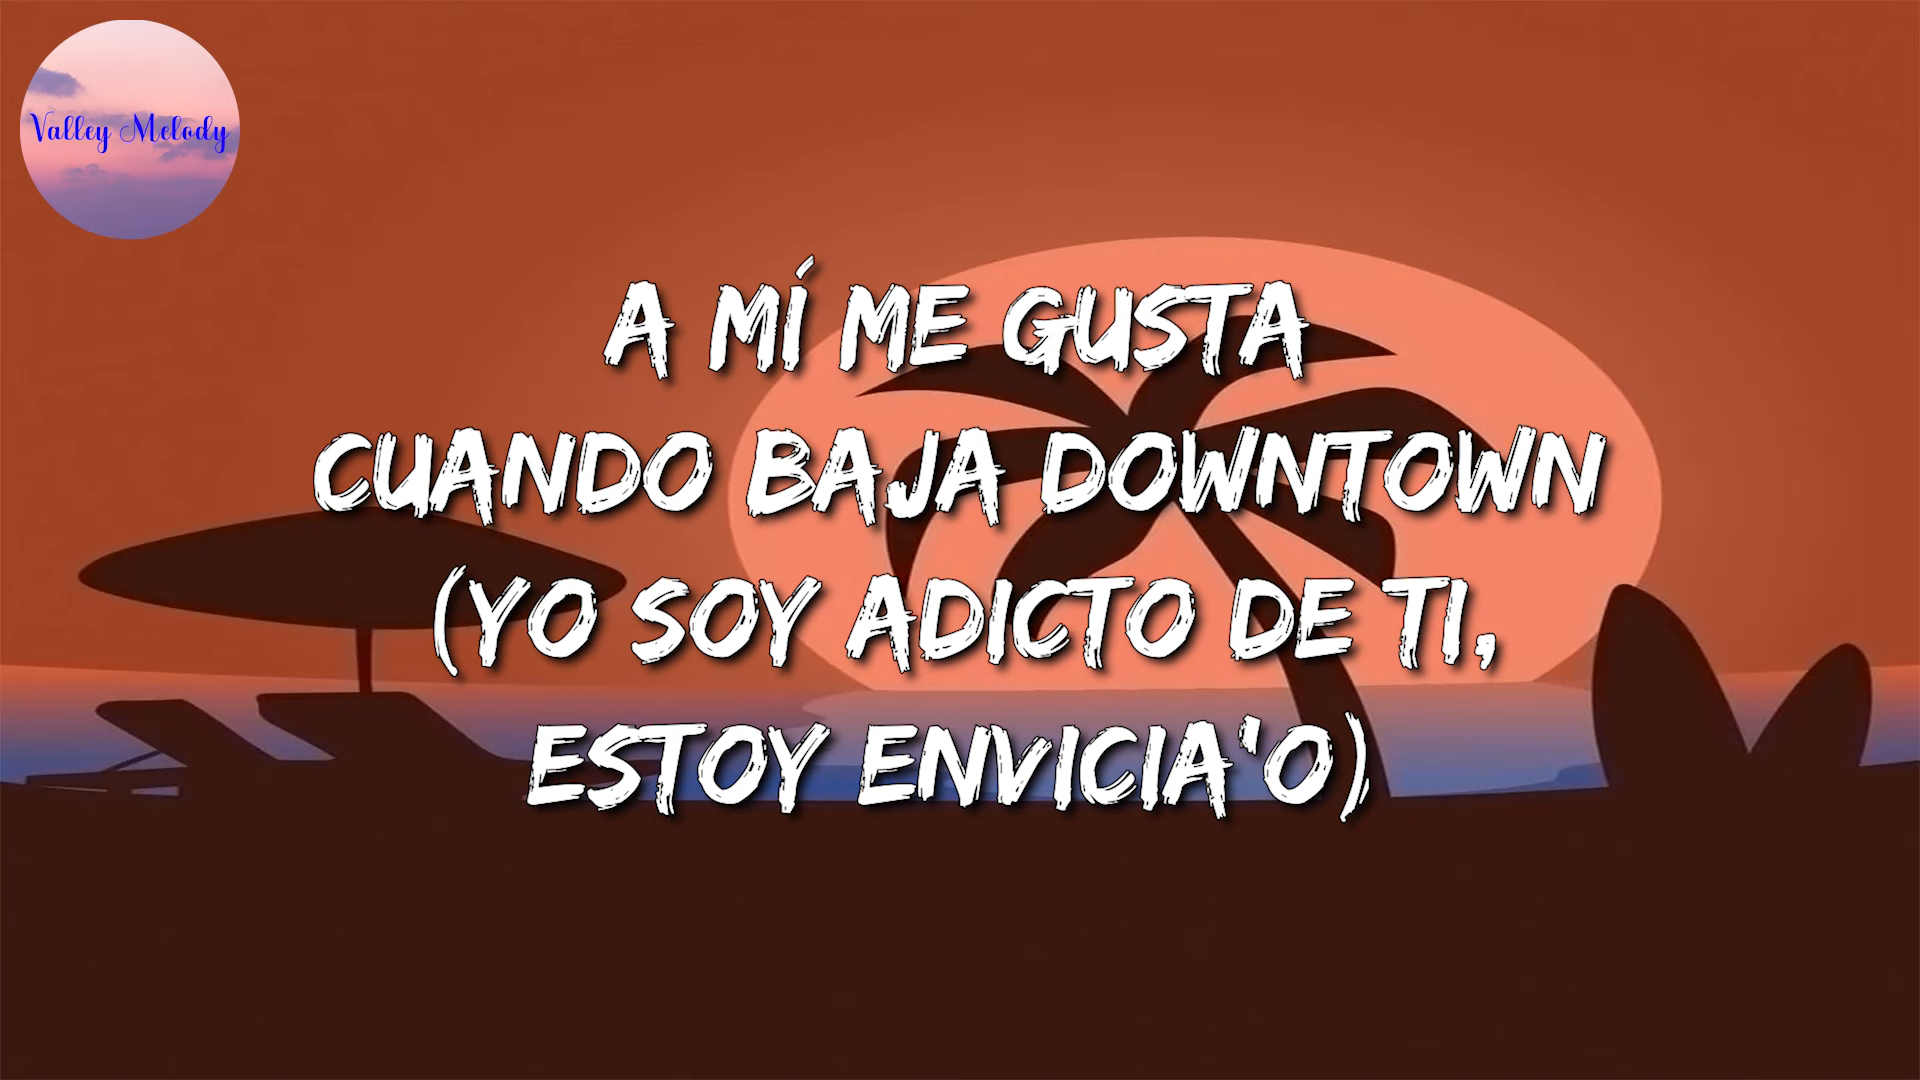 Valley Melody
A MÍ ME GUSTA
CUANDO BAJA DOWNTOWN
(YO SOY ADICTO DE TI,
ESTOY ENVICIA'O)